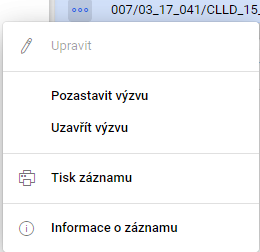 007/03_17_041/CLLD_15_
Upravit
Pozastavit výzvu
Uzavřít výzvu
Tisk záznamu
Informace o záznamu